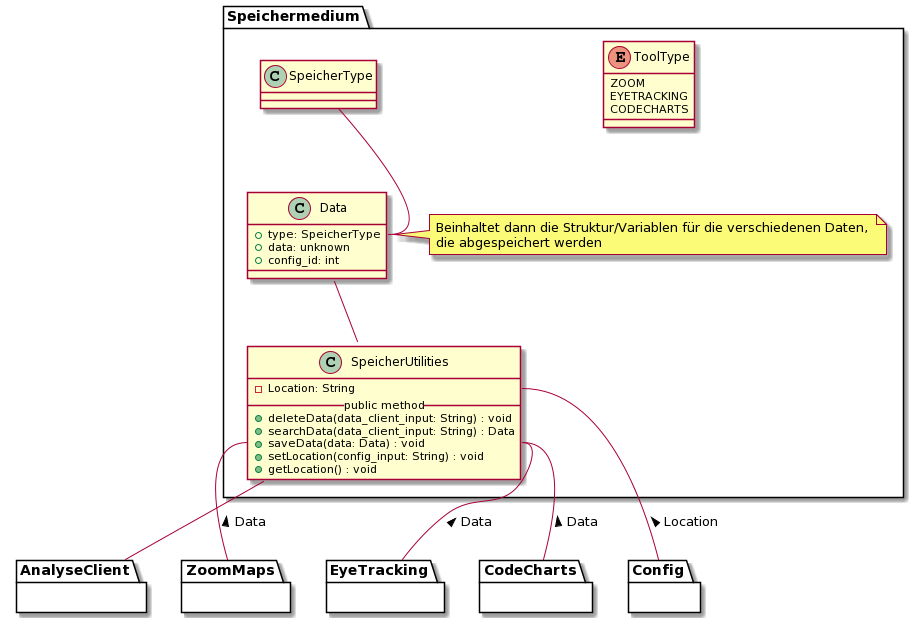 Speichermedium
C SpeicherType
E ToolType
ZOOM
EYETRACKING
CODECHARTS
C Data
type: SpeicherType
data: unknown
config_id: int
Beinhaltet dann die Struktur/Variablen für die verschiedenen Daten,
die abgespeichert werden
C SpeicherUtilities
Location: String
public method
deleteData(data_client_input: String) : void
searchData(data_client_input: String) : Data
saveData(data: Data) : void
setLocation(config_input: String) : void
getLocation() : void
Data
Data
Data
Location
AnalyseClient
ZoomMaps
EyeTracking
CodeCharts
Config